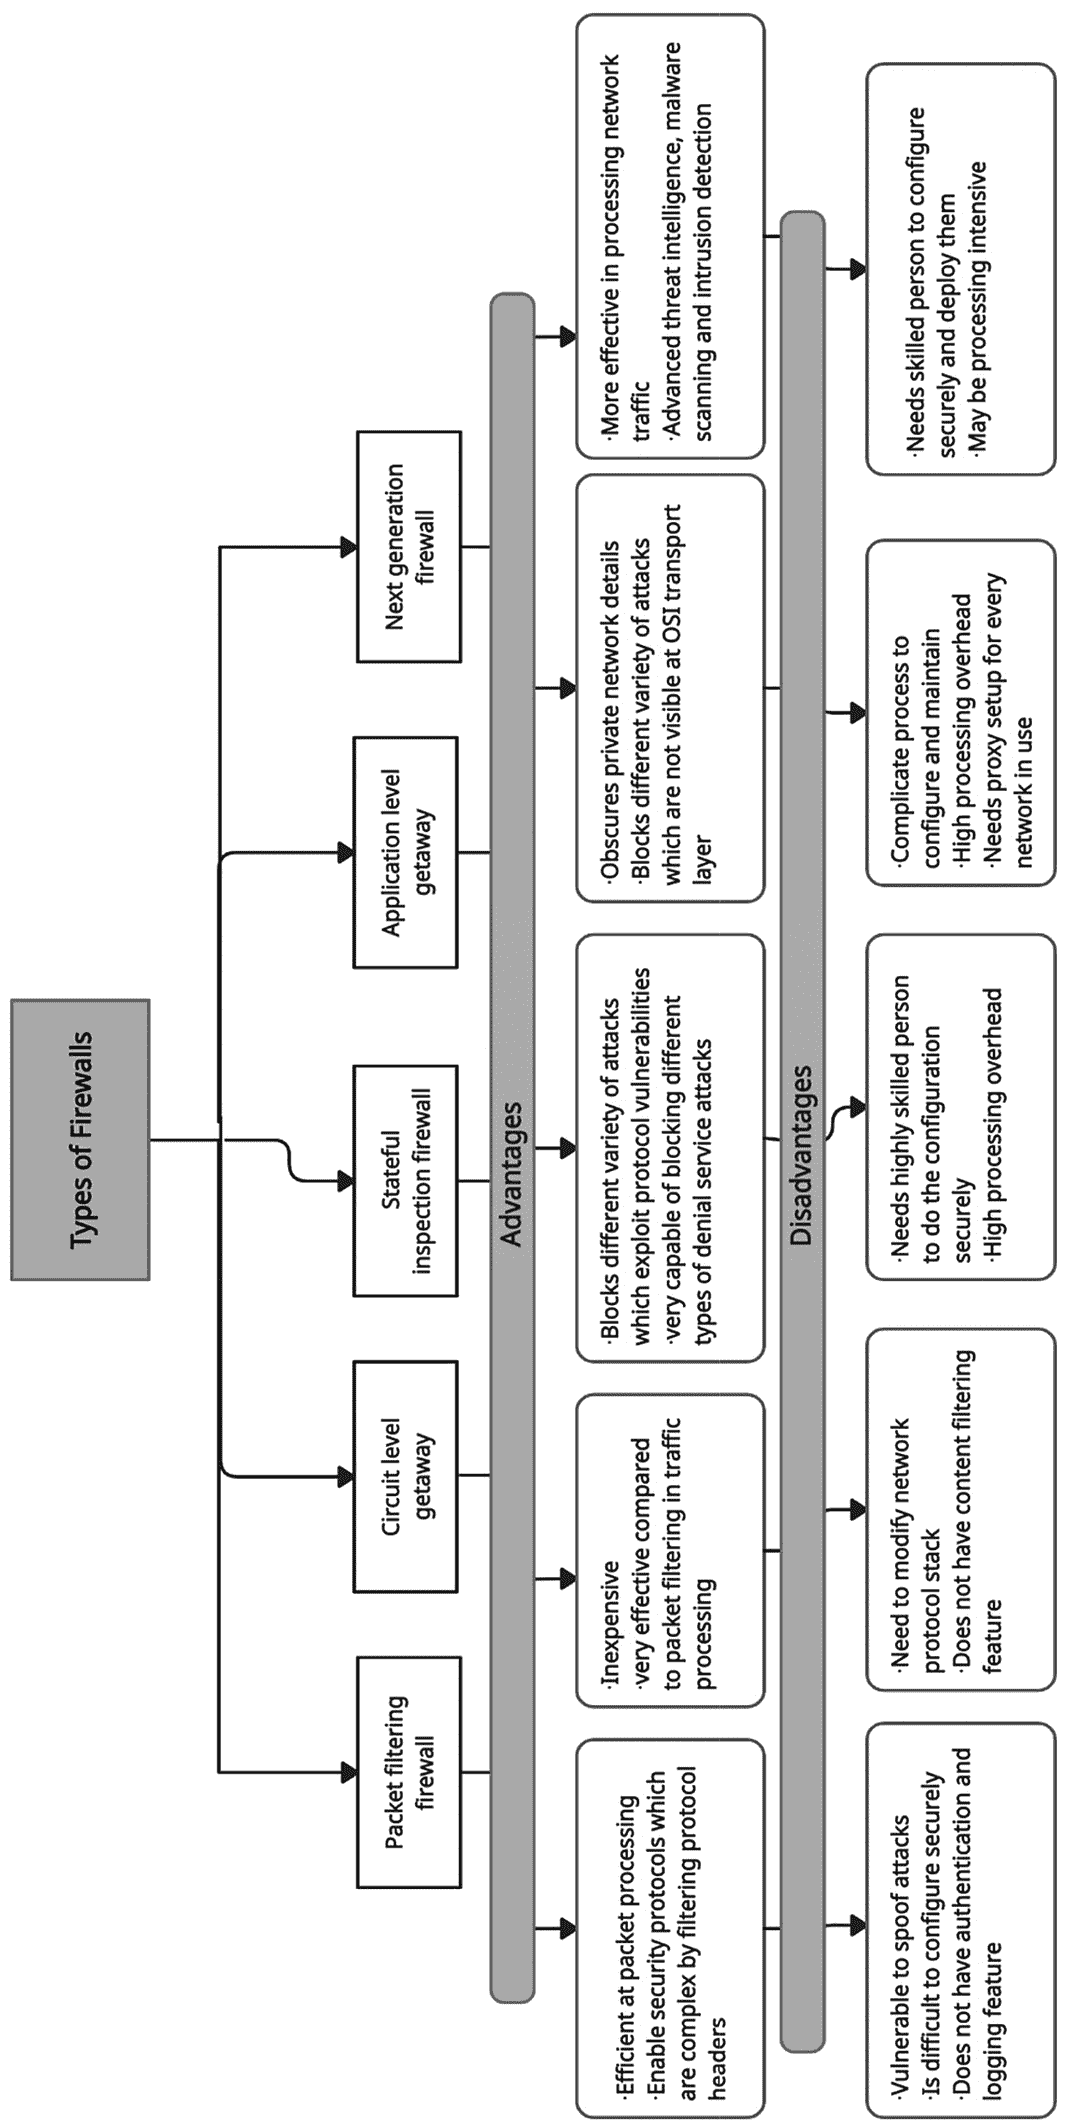 Types of Firewalls
Packet filtering
firewall
Circuit level
getaway
Stateful
inspection firewall
Application level
getaway
Next generation
firewall
Advantages
·Efficient at packet processing
·Enable security protocols which
are complex by filtering protocol
headers
·Inexpensive
·very effective compared
to packet filtering in traffic
processing
·Blocks different variety of attacks
which exploit protocol vulnerabilities
·very capable of blocking different
types of denial service attacks
·Obscures private network details
·Blocks different variety of attacks
which are not visible at OSI transport
layer
·More effective in processing network
traffic
·Advanced threat intelligence, malware
scanning and intrusion detection
Disadvantages
·Vulnerable to spoof attacks
·Is difficult to configure securely
·Does not have authentication and
logging feature
·Need to modify network
protocol stack
·Does not have content filtering
feature
·Needs highly skilled person
to do the configuration
securely
·High processing overhead
·Complicate process to
configure and maintain
·High processing overhead
·Needs proxy setup for every
network in use
·Needs skilled person to configure
securely and deploy them
·May be processing intensive